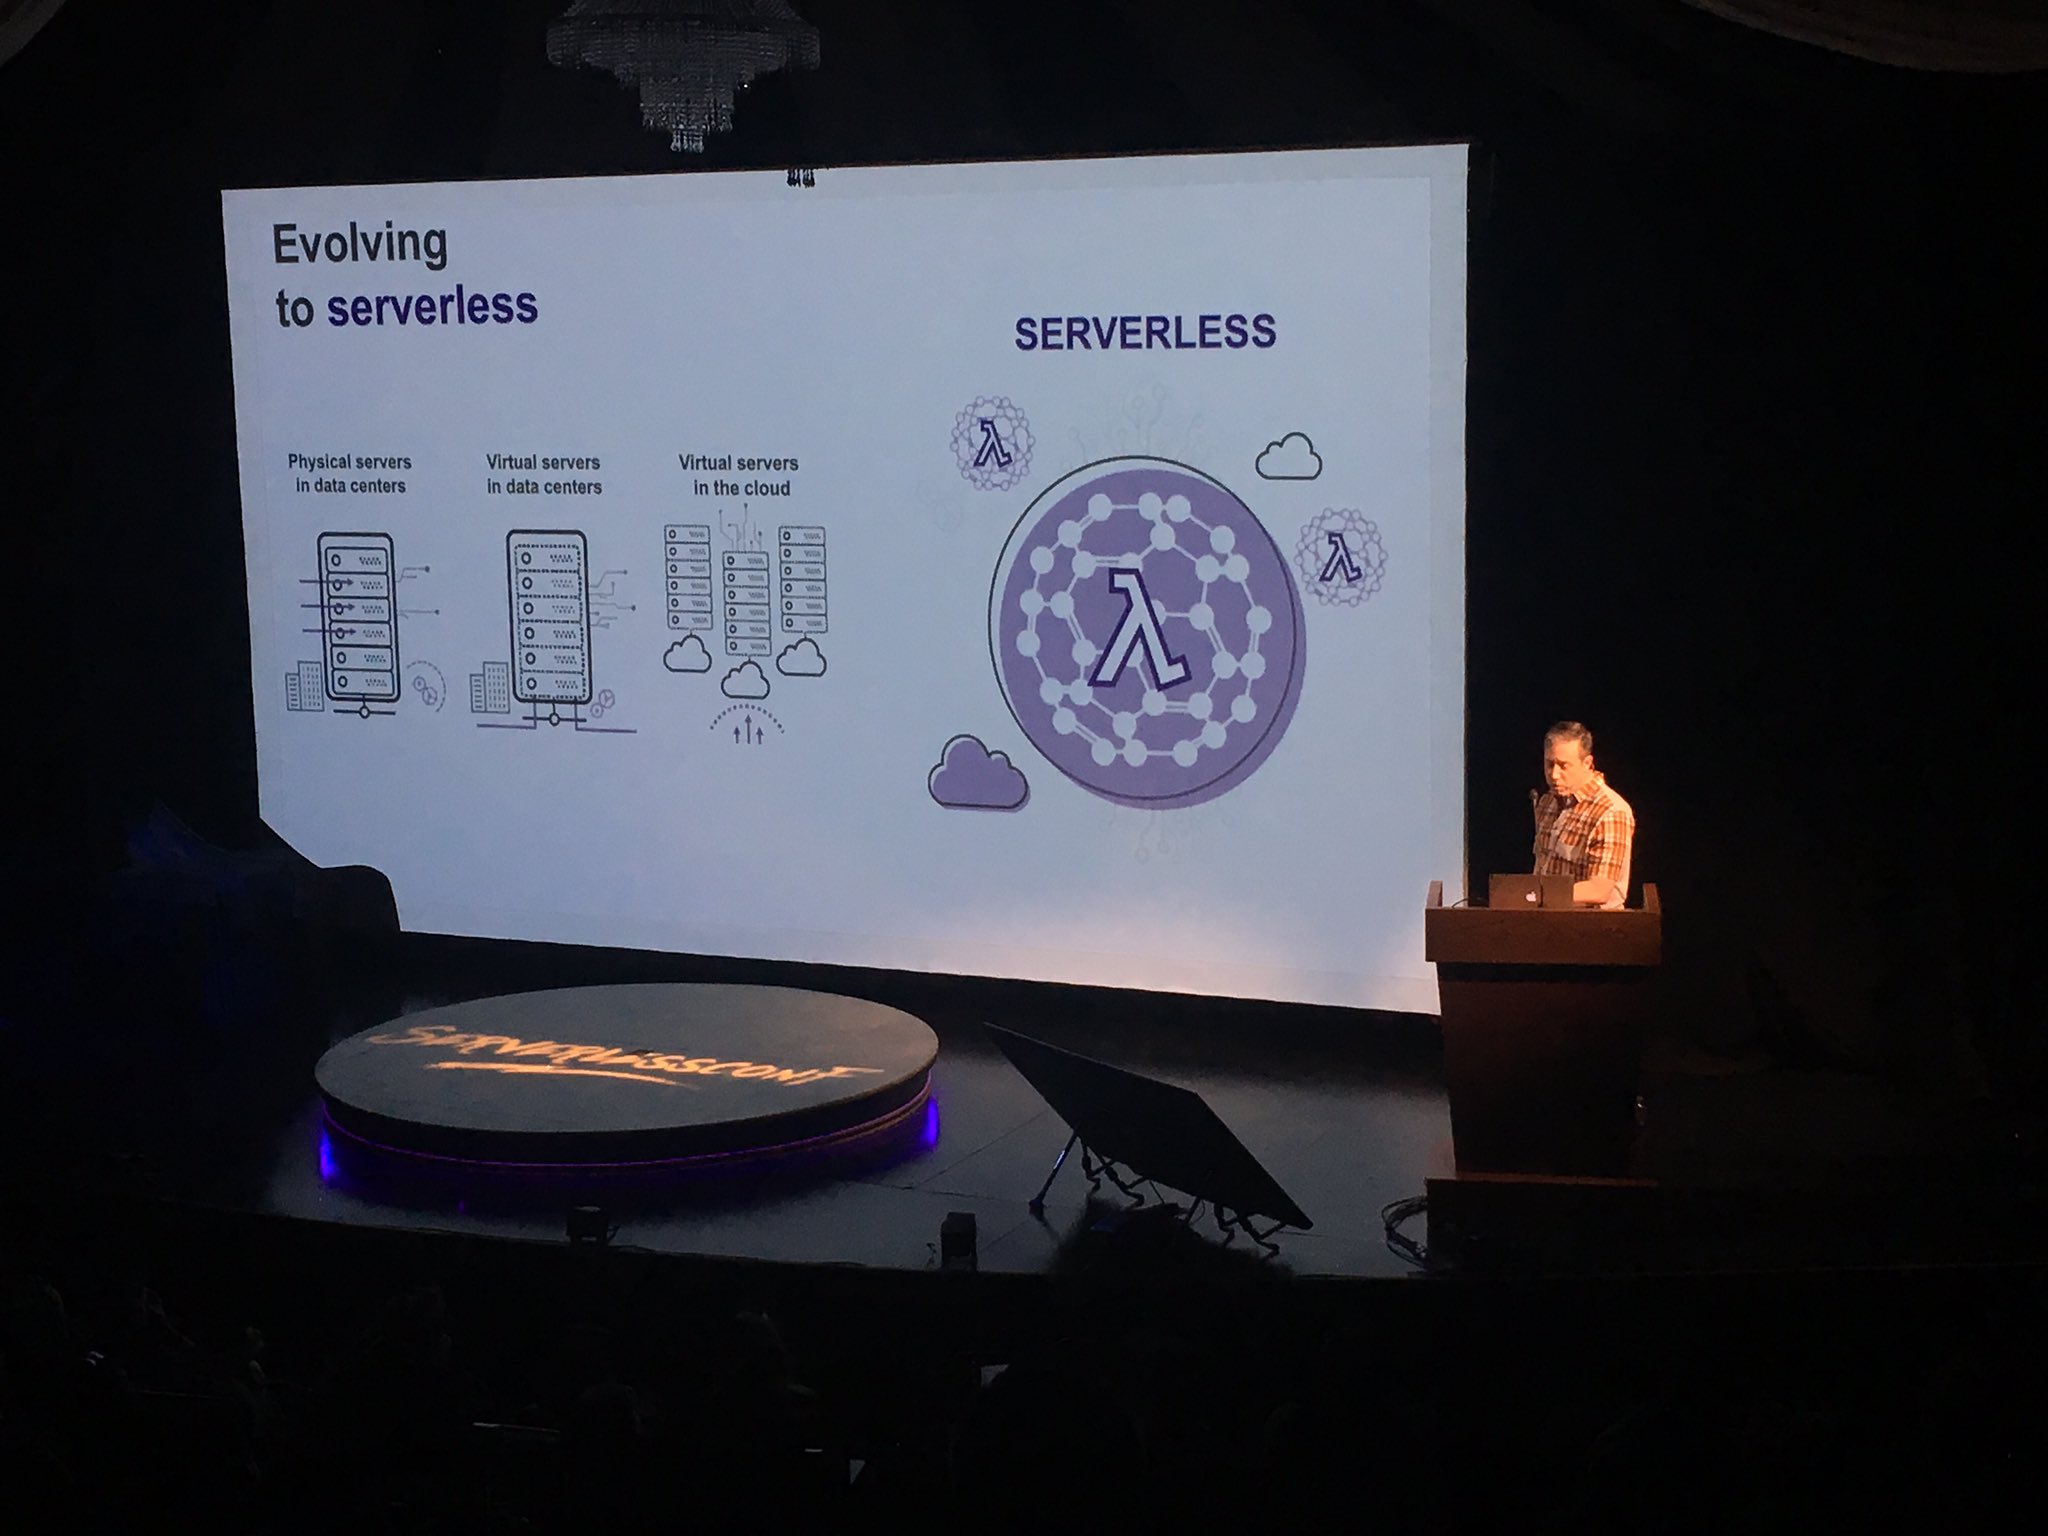 Evolving
to serverless
SERVERLESS
Physical servers
in data centers
Virtual servers
in data centers
Virtual servers
in the cloud
λ
λ
λ
SERVERLESSCONF